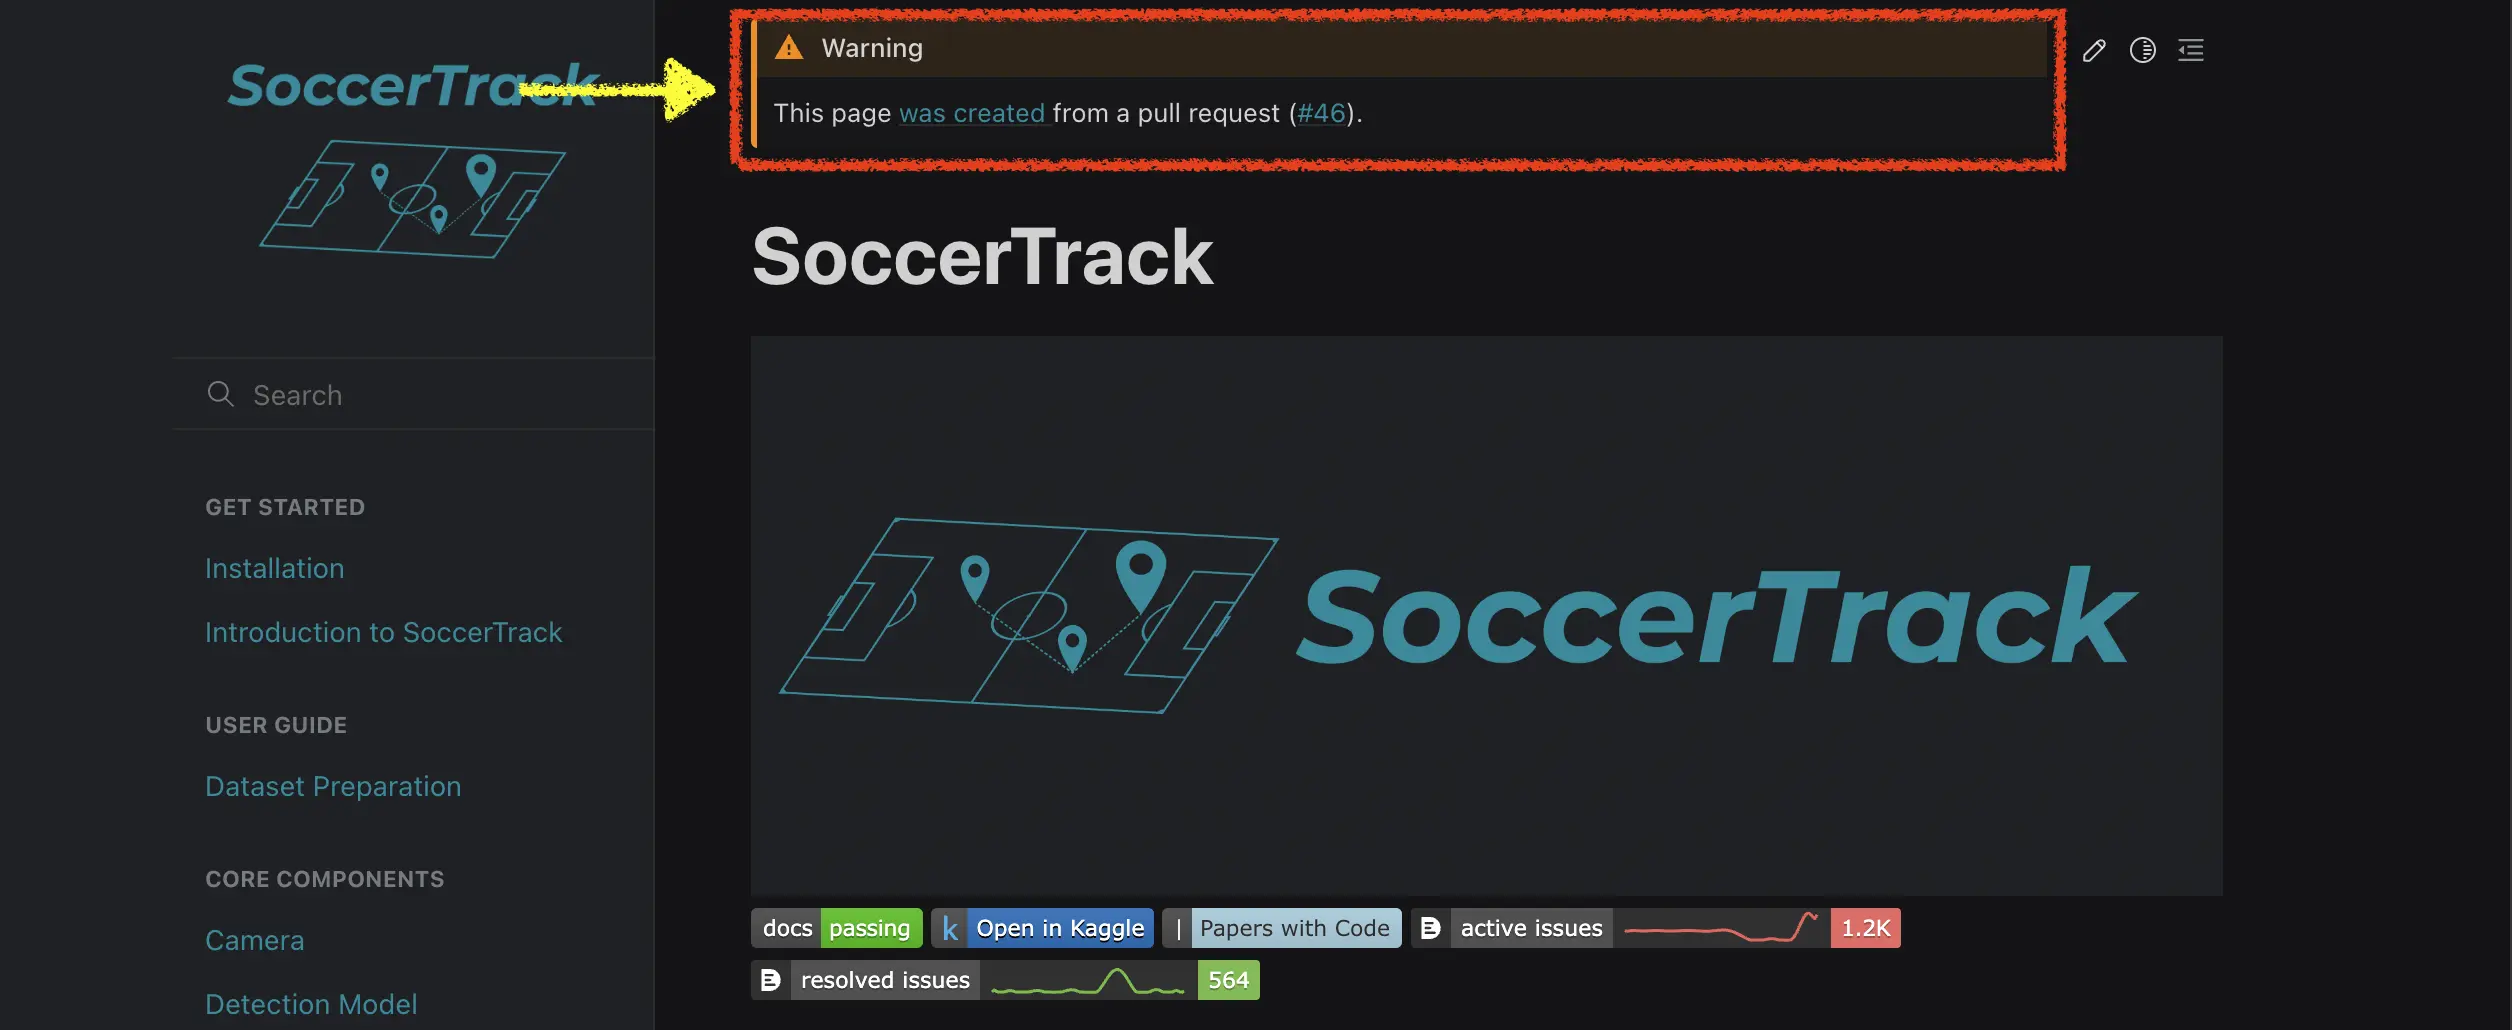 SoccerTrack
Search
GET STARTED
Installation
Introduction to SoccerTrack
USER GUIDE
Dataset Preparation
CORE COMPONENTS
Camera
Detection Model
Warning
This page was created from a pull request (#46).
SoccerTrack
SoccerTrack
docs passing k Open in Kaggle | Papers with Code active issues 1.2K
resolved issues 564